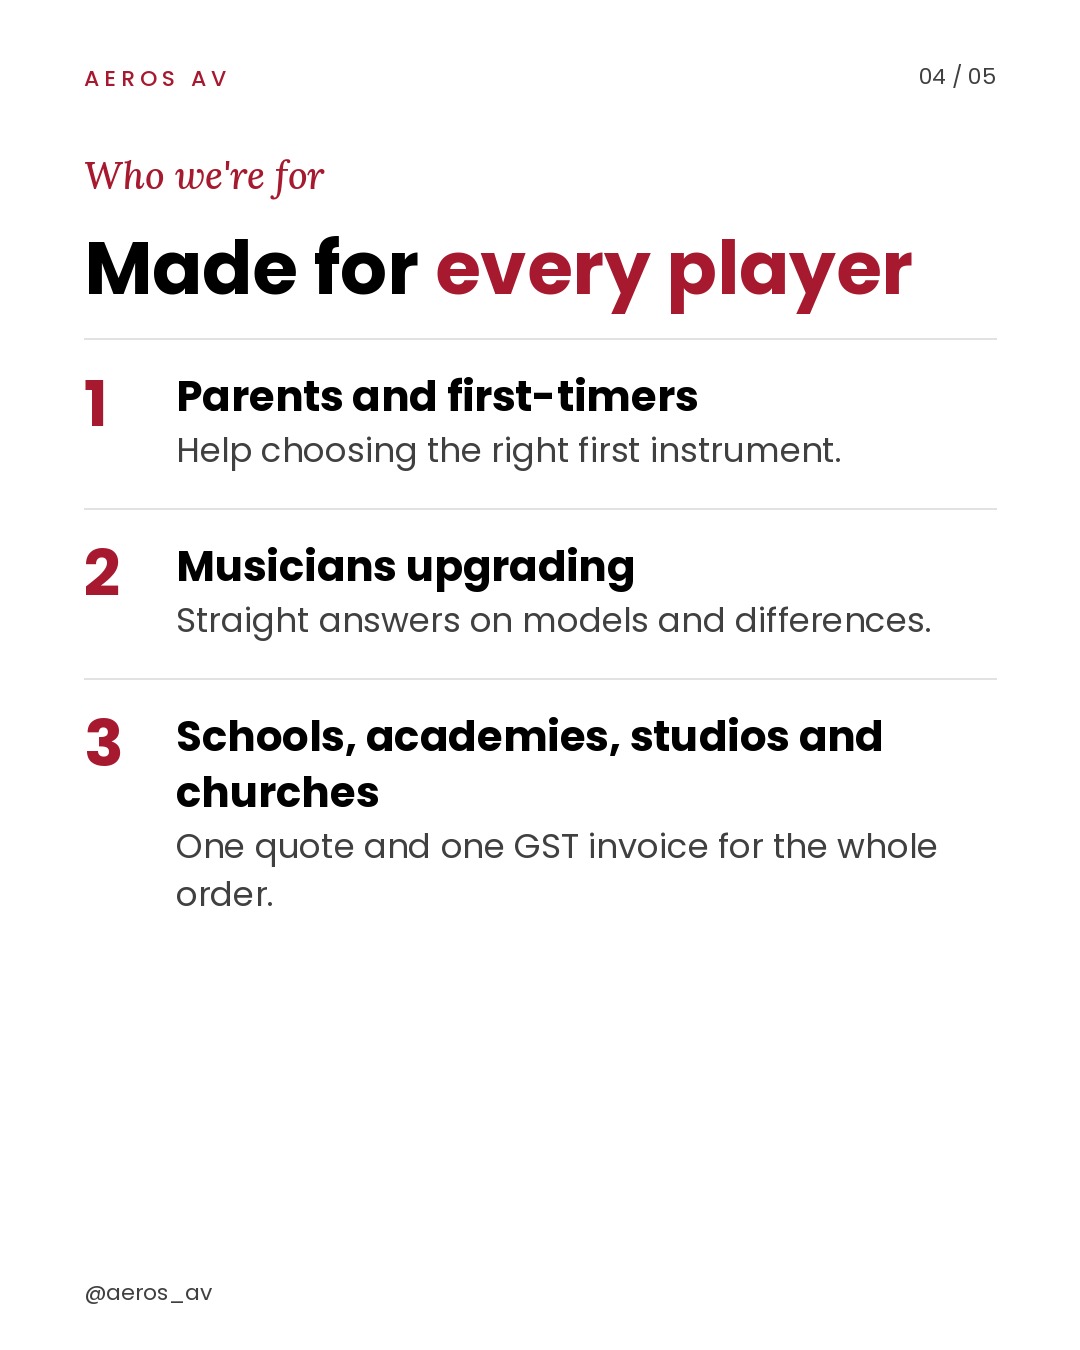 AEROS AV
04 / 05
Who we're for
Made for every player
1
Parents and first-timers
Help choosing the right first instrument.
2
Musicians upgrading
Straight answers on models and differences.
3
Schools, academies, studios and
churches
One quote and one GST invoice for the whole
order.
@aeros_av